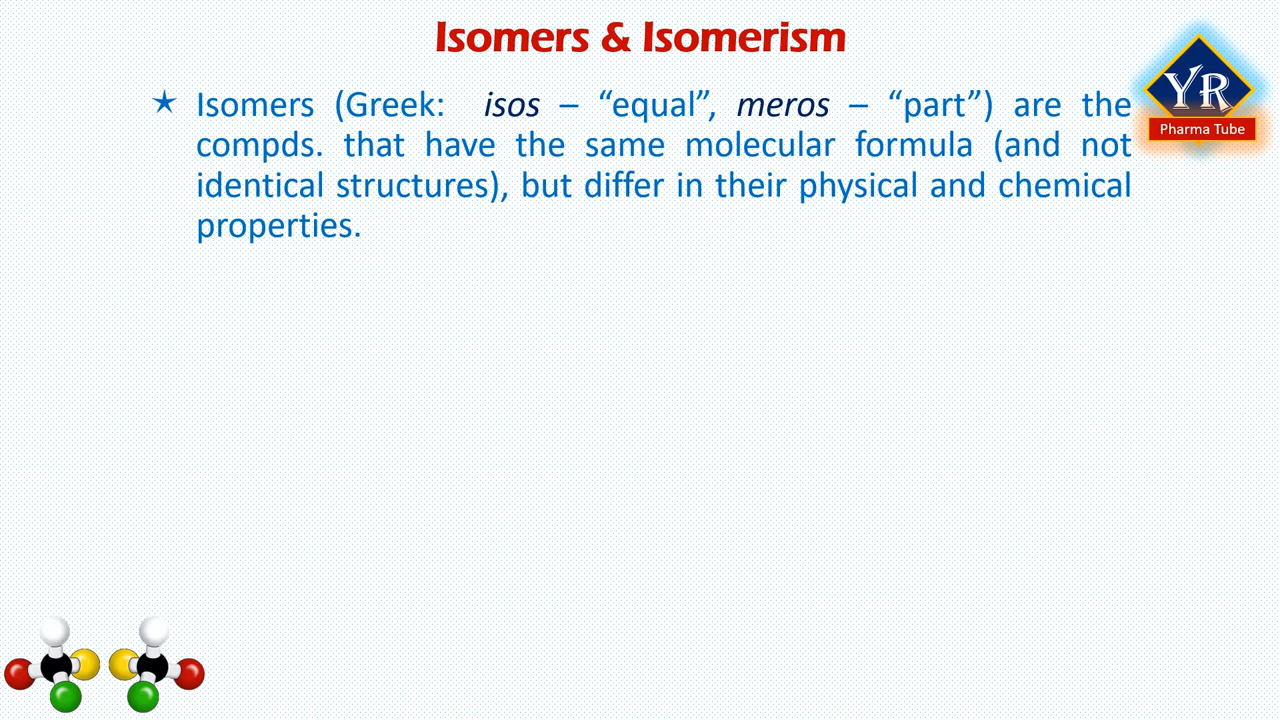 Isomers & Isomerism
YR
Pharma Tube
Isomers (Greek: isos – “equal”, meros – “part”) are the
compds. that have the same molecular formula (and not
identical structures), but differ in their physical and chemical
properties.